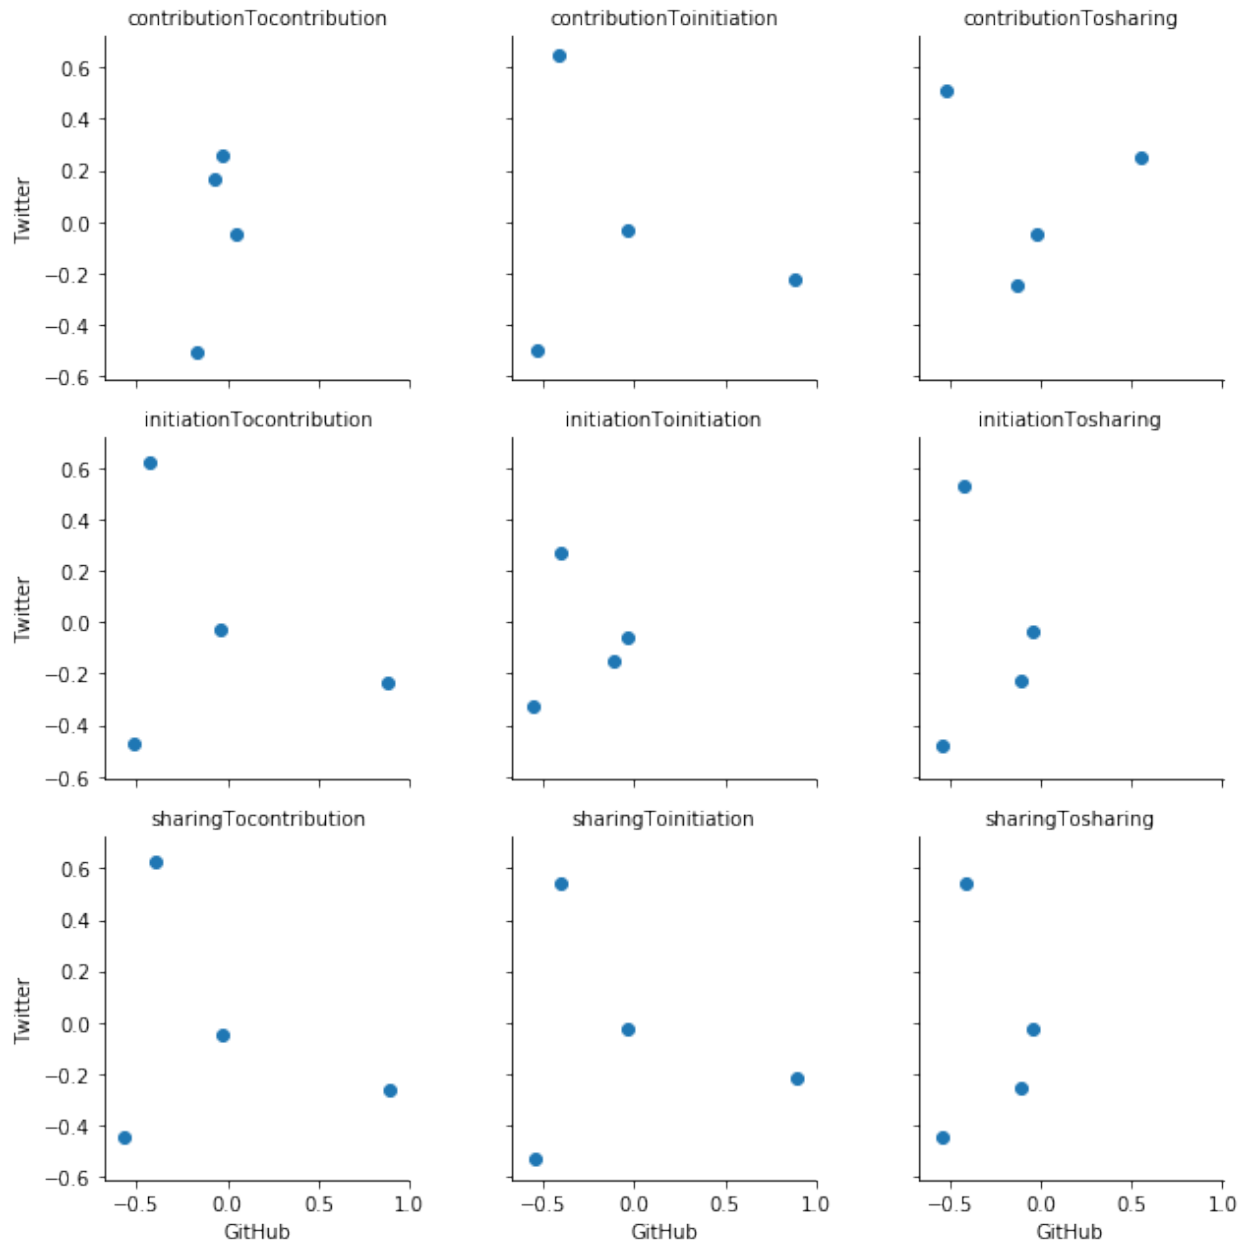 contributionTocontribution
contributionToinitiation
contributionTosharing
0.6
0.4
0.2
0.0
−0.2
−0.4
−0.6
Twitter
initiationTocontribution
initiationToinitiation
initiationTosharing
0.6
0.4
0.2
0.0
−0.2
−0.4
−0.6
Twitter
sharingTocontribution
sharingToinitiation
sharingTosharing
0.6
0.4
0.2
0.0
−0.2
−0.4
−0.6
Twitter
−0.5 0.0 0.5 1.0
−0.5 0.0 0.5 1.0
−0.5 0.0 0.5 1.0
GitHub
GitHub
GitHub